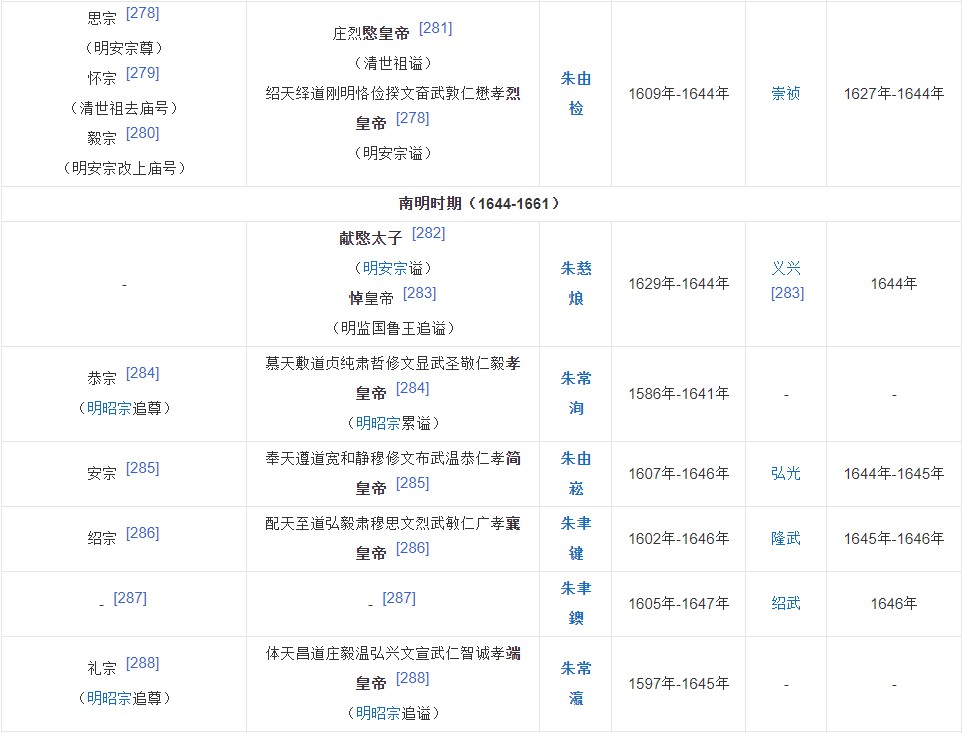 思宗 [278]
（明安宗尊）
怀宗 [279]
（清世祖去庙号）
毅宗 [280]
（明安宗改上庙号）
庄烈愍皇帝 [281]
（清世祖谥）
绍天绎道刚明恪俭揆文奋武敦仁懋孝烈
皇帝 [278]
（明安宗谥）
朱由
检
1609年-1644年
崇祯
1627年-1644年
南明时期（1644-1661）
-
献愍太子 [282]
（明安宗谥）
悼皇帝 [283]
（明监国鲁王追谥）
朱慈
烺
1629年-1644年
义兴
[283]
1644年
恭宗 [284]
（明昭宗追尊）
慕天敷道贞纯肃哲修文显武圣敬仁毅孝
皇帝 [284]
（明昭宗累谥）
朱常
洵
1586年-1641年
-
-
安宗 [285]
奉天遵道宽和静穆修文布武温恭仁孝简
皇帝 [285]
朱由
崧
1607年-1646年
弘光
1644年-1645年
绍宗 [286]
配天至道弘毅肃穆思文烈武敏仁广孝襄
皇帝 [286]
朱聿
键
1602年-1646年
隆武
1645年-1646年
- [287]
- [287]
朱聿
鐭
1605年-1647年
绍武
1646年
礼宗 [288]
（明昭宗追尊）
体天昌道庄毅温弘兴文宣武仁智诚孝端
皇帝 [288]
（明昭宗追谥）
朱常
瀛
1597年-1645年
-
-